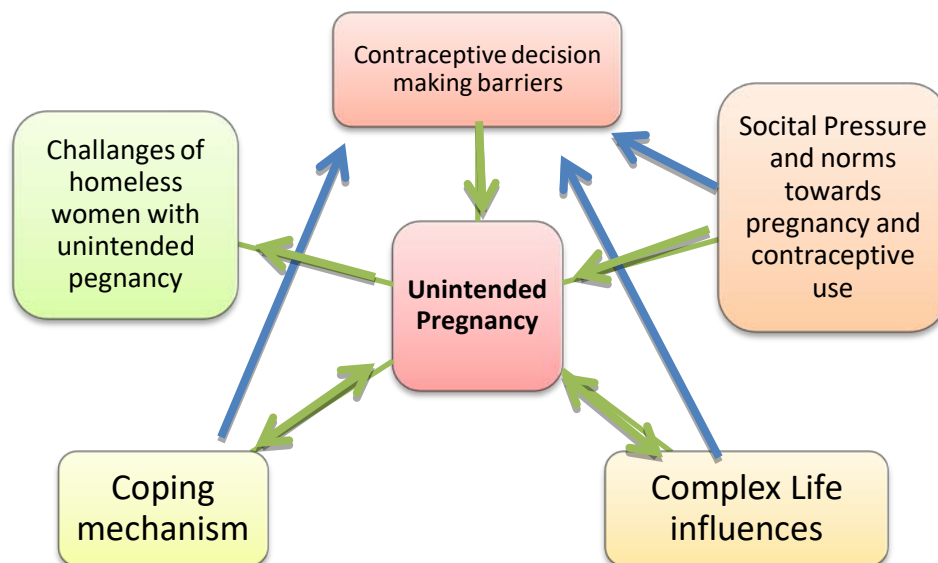 Contraceptive decision
making barriers
Challanges of
homeless
women with
unintended
pegnancy
Socital Pressure
and norms
towards
pregnancy and
contraceptive
use
Unintended
Pregnancy
Coping
mechanism
Complex Life
influences